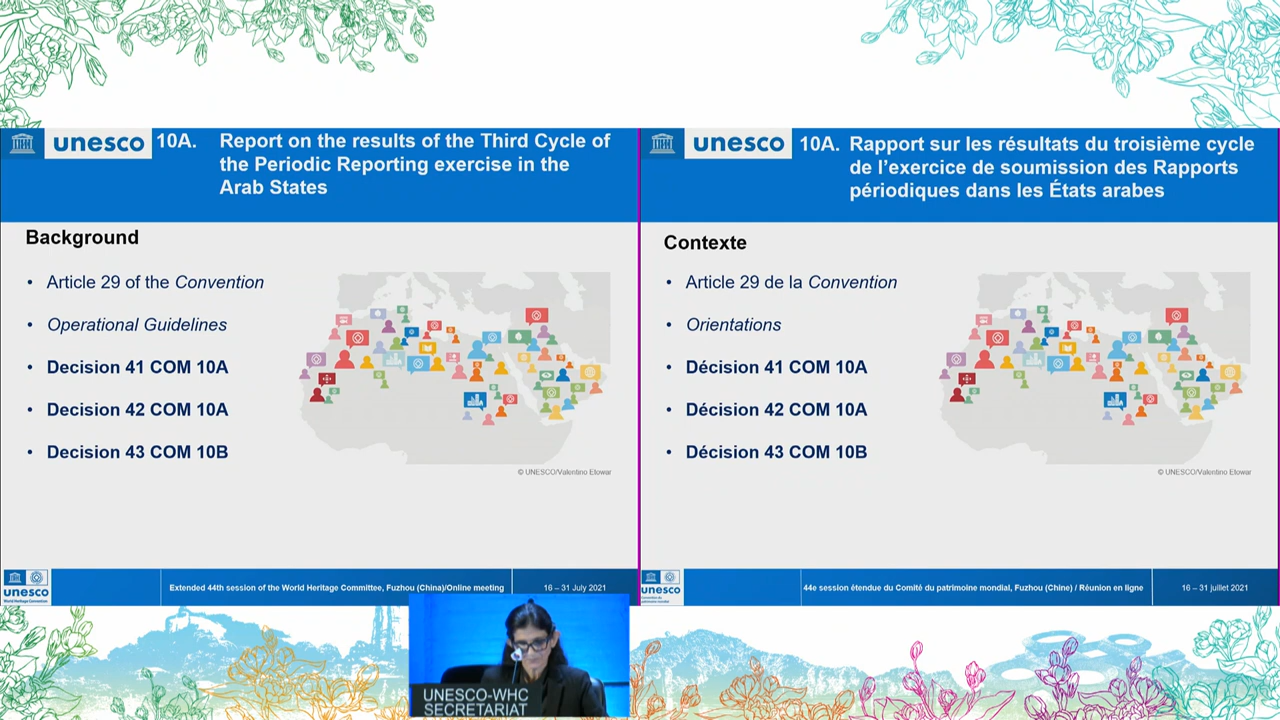 unesco
10A.
Report on the results of the Third Cycle of
the Periodic Reporting exercise in the
Arab States
Background
• Article 29 of the Convention
• Operational Guidelines
• Decision 41 COM 10A
• Decision 42 COM 10A
• Decision 43 COM 10B
© UNESCO/Valentino Etowar
unesco
World Heritage Convention
Extended 44th session of the World Heritage Committee, Fuzhou (China)/Online meeting
16 – 31 July 2021
unesco
10A.
Rapport sur les résultats du troisième cycle
de l’exercice de soumission des Rapports
périodiques dans les États arabes
Contexte
• Article 29 de la Convention
• Orientations
• Décision 41 COM 10A
• Décision 42 COM 10A
• Décision 43 COM 10B
© UNESCO/Valentino Etowar
unesco
44e session étendue du Comité du patrimoine mondial, Fuzhou (Chine) / Réunion en ligne
16 – 31 juillet 2021
UNESCO-WHC
SECRETARIAT